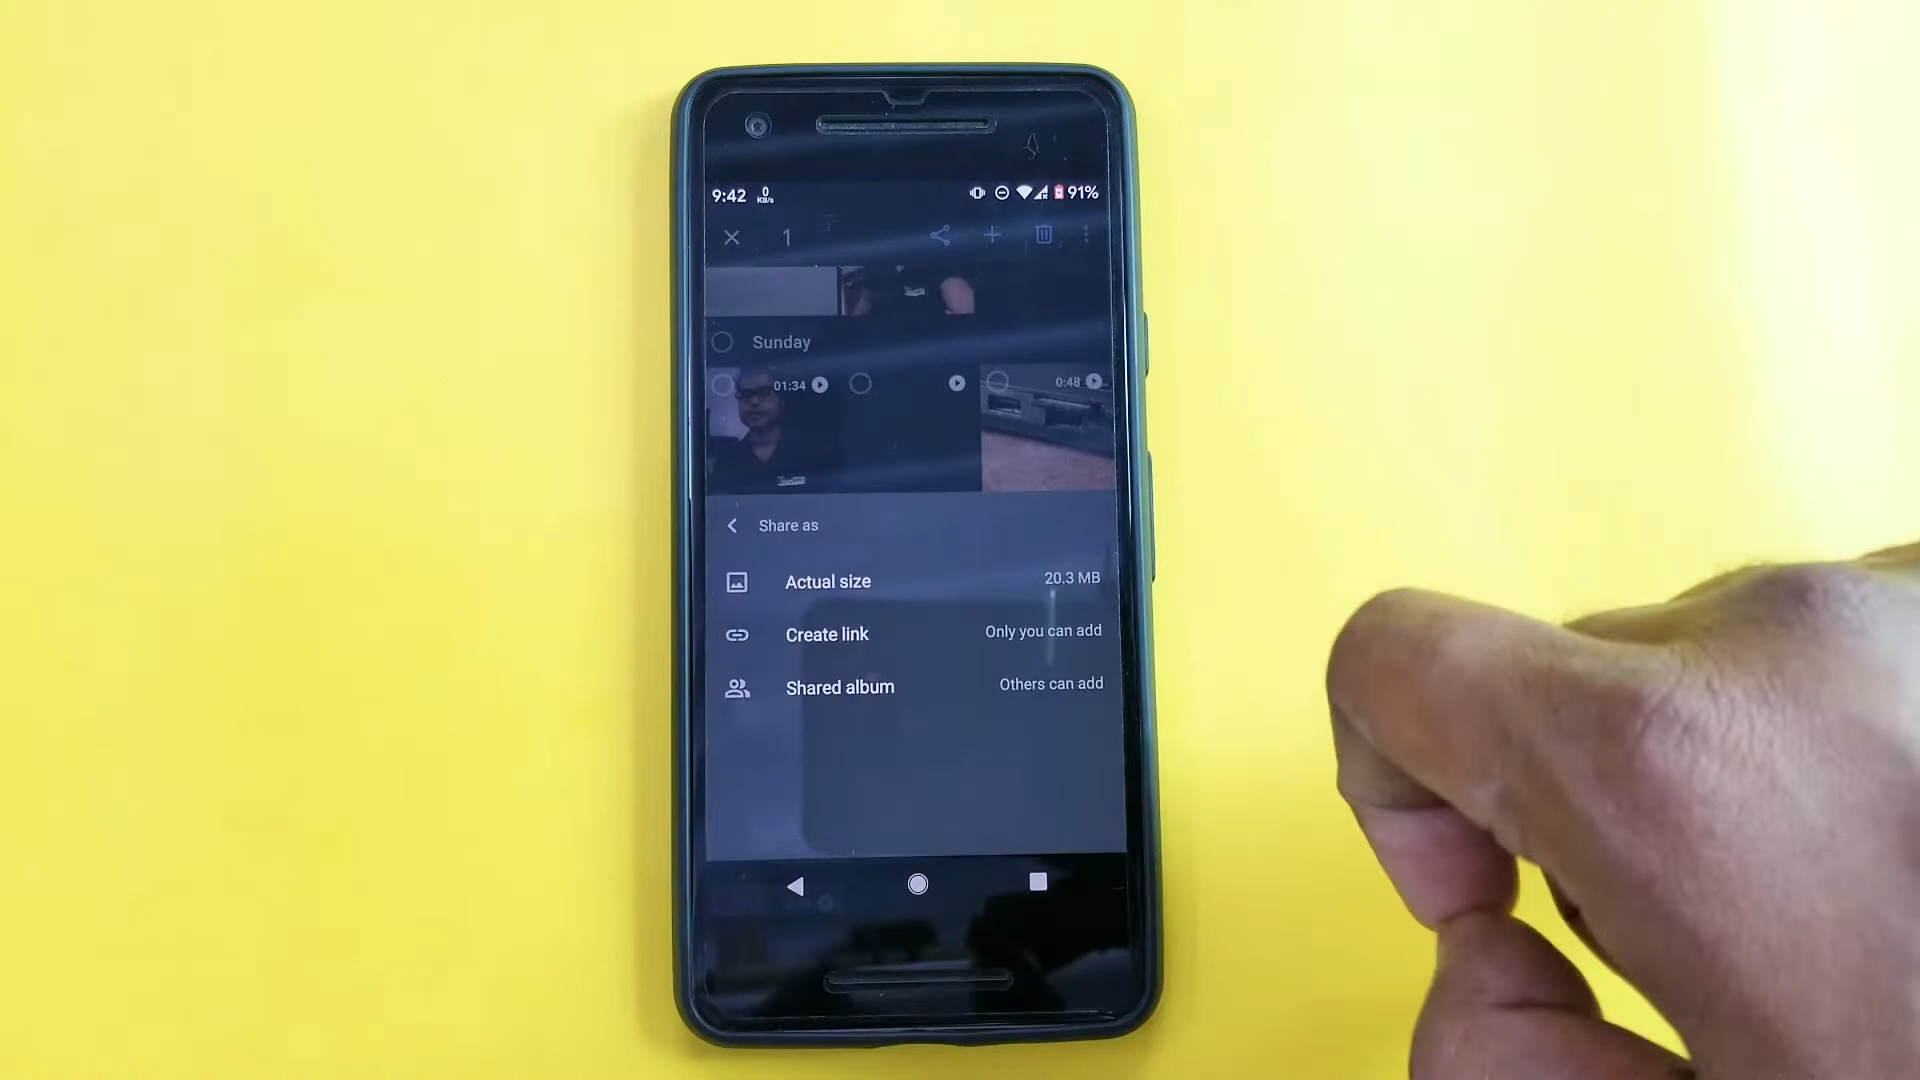 9:42 0 KB/s 91%
1
Sunday
01:34 0:48
Share as
Actual size 20.3 MB
Create link Only you can add
Shared album Others can add